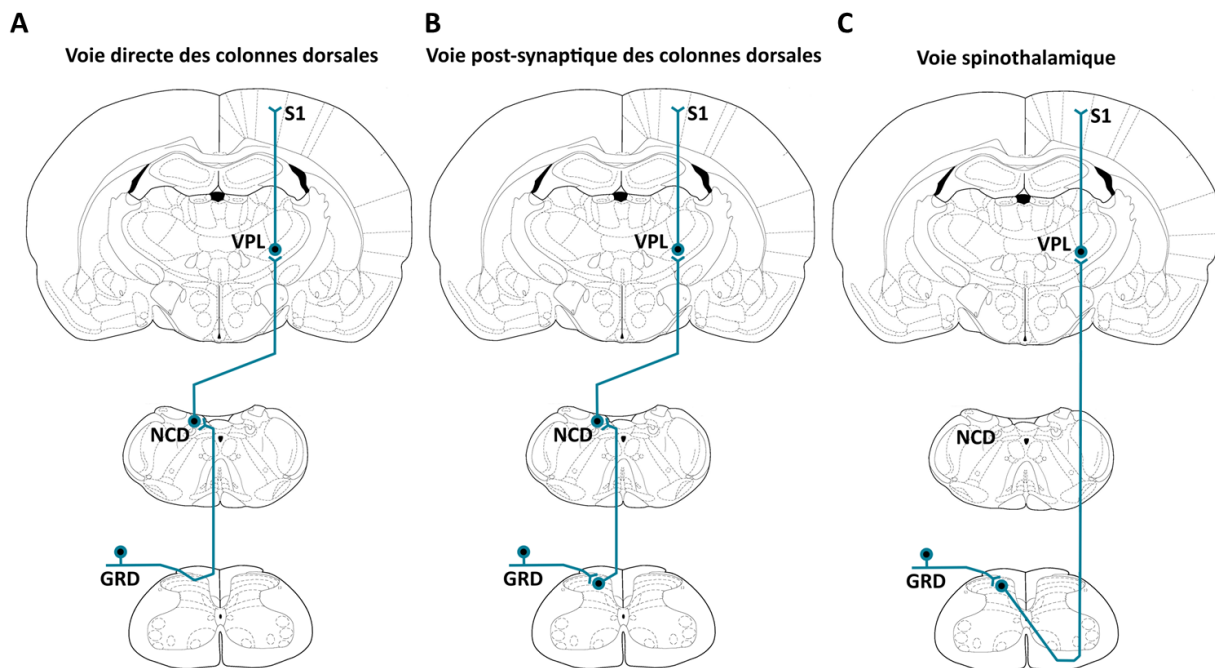 A
Voie directe des colonnes dorsales
S1
VPL
NCD
GRD
B
Voie post-synaptique des colonnes dorsales
S1
VPL
NCD
GRD
C
Voie spinothalamique
S1
VPL
NCD
GRD